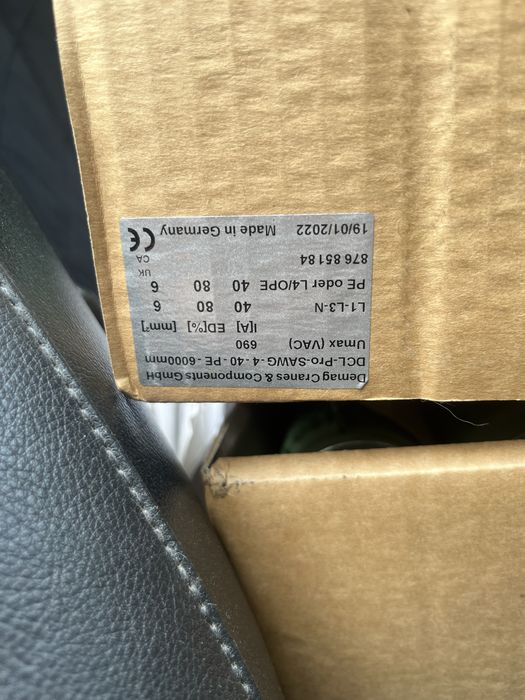 Demag Cranes & Components GmbH
DCL-Pro-SAWG-4-40-PE-6000mm
Umax (VAC) 690
I[A] ED[%] [mm²]
L1-L3-N 40 80 6
PE oder L4/OPE 40 80 6
876 851 84 UK CA
19/01/2022 Made in Germany CE